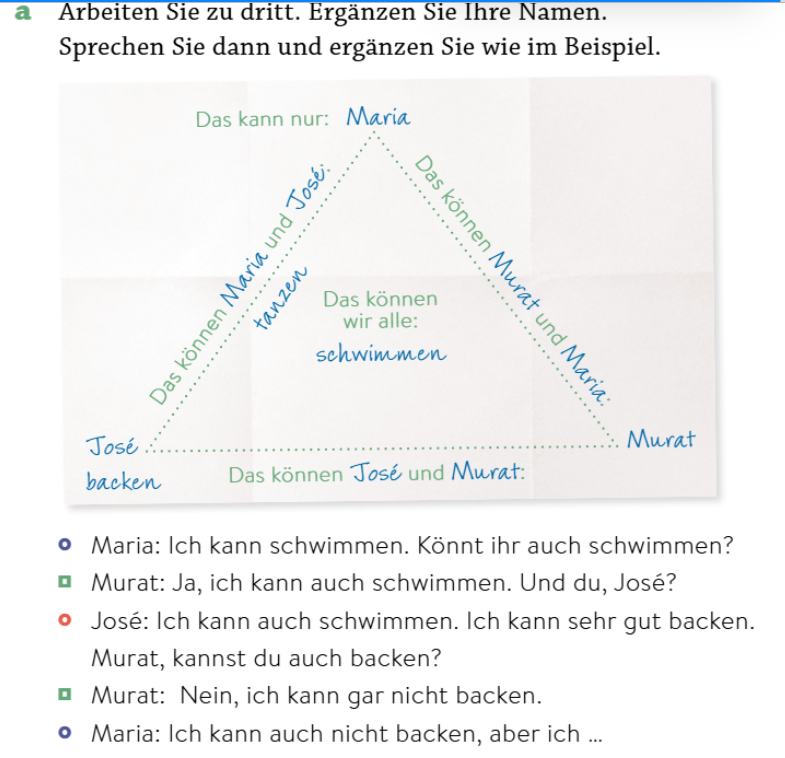 a Arbeiten Sie zu dritt. Ergänzen Sie Ihre Namen.
Sprechen Sie dann und ergänzen Sie wie im Beispiel.
Das kann nur: Maria
Das können Maria und José:
tanzen
Das können Murat und Maria:
Das können
wir alle:
schwimmen
José
backen
Murat
Das können José und Murat:
Maria: Ich kann schwimmen. Könnt ihr auch schwimmen?
Murat: Ja, ich kann auch schwimmen. Und du, José?
José: Ich kann auch schwimmen. Ich kann sehr gut backen.
Murat, kannst du auch backen?
Murat: Nein, ich kann gar nicht backen.
Maria: Ich kann auch nicht backen, aber ich ...